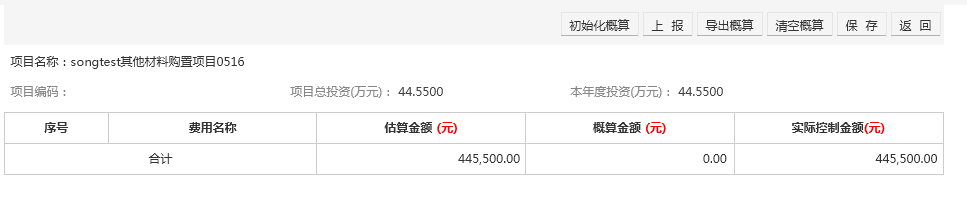 初始化概算 上 报 导出概算 清空概算 保 存 返 回
项目名称：songtest其他材料购置项目0516
项目编码： 项目总投资(万元)： 44.5500 本年度投资(万元)： 44.5500
序号 费用名称 估算金额 (元) 概算金额 (元) 实际控制金额(元)
合计 445,500.00 0.00 445,500.00